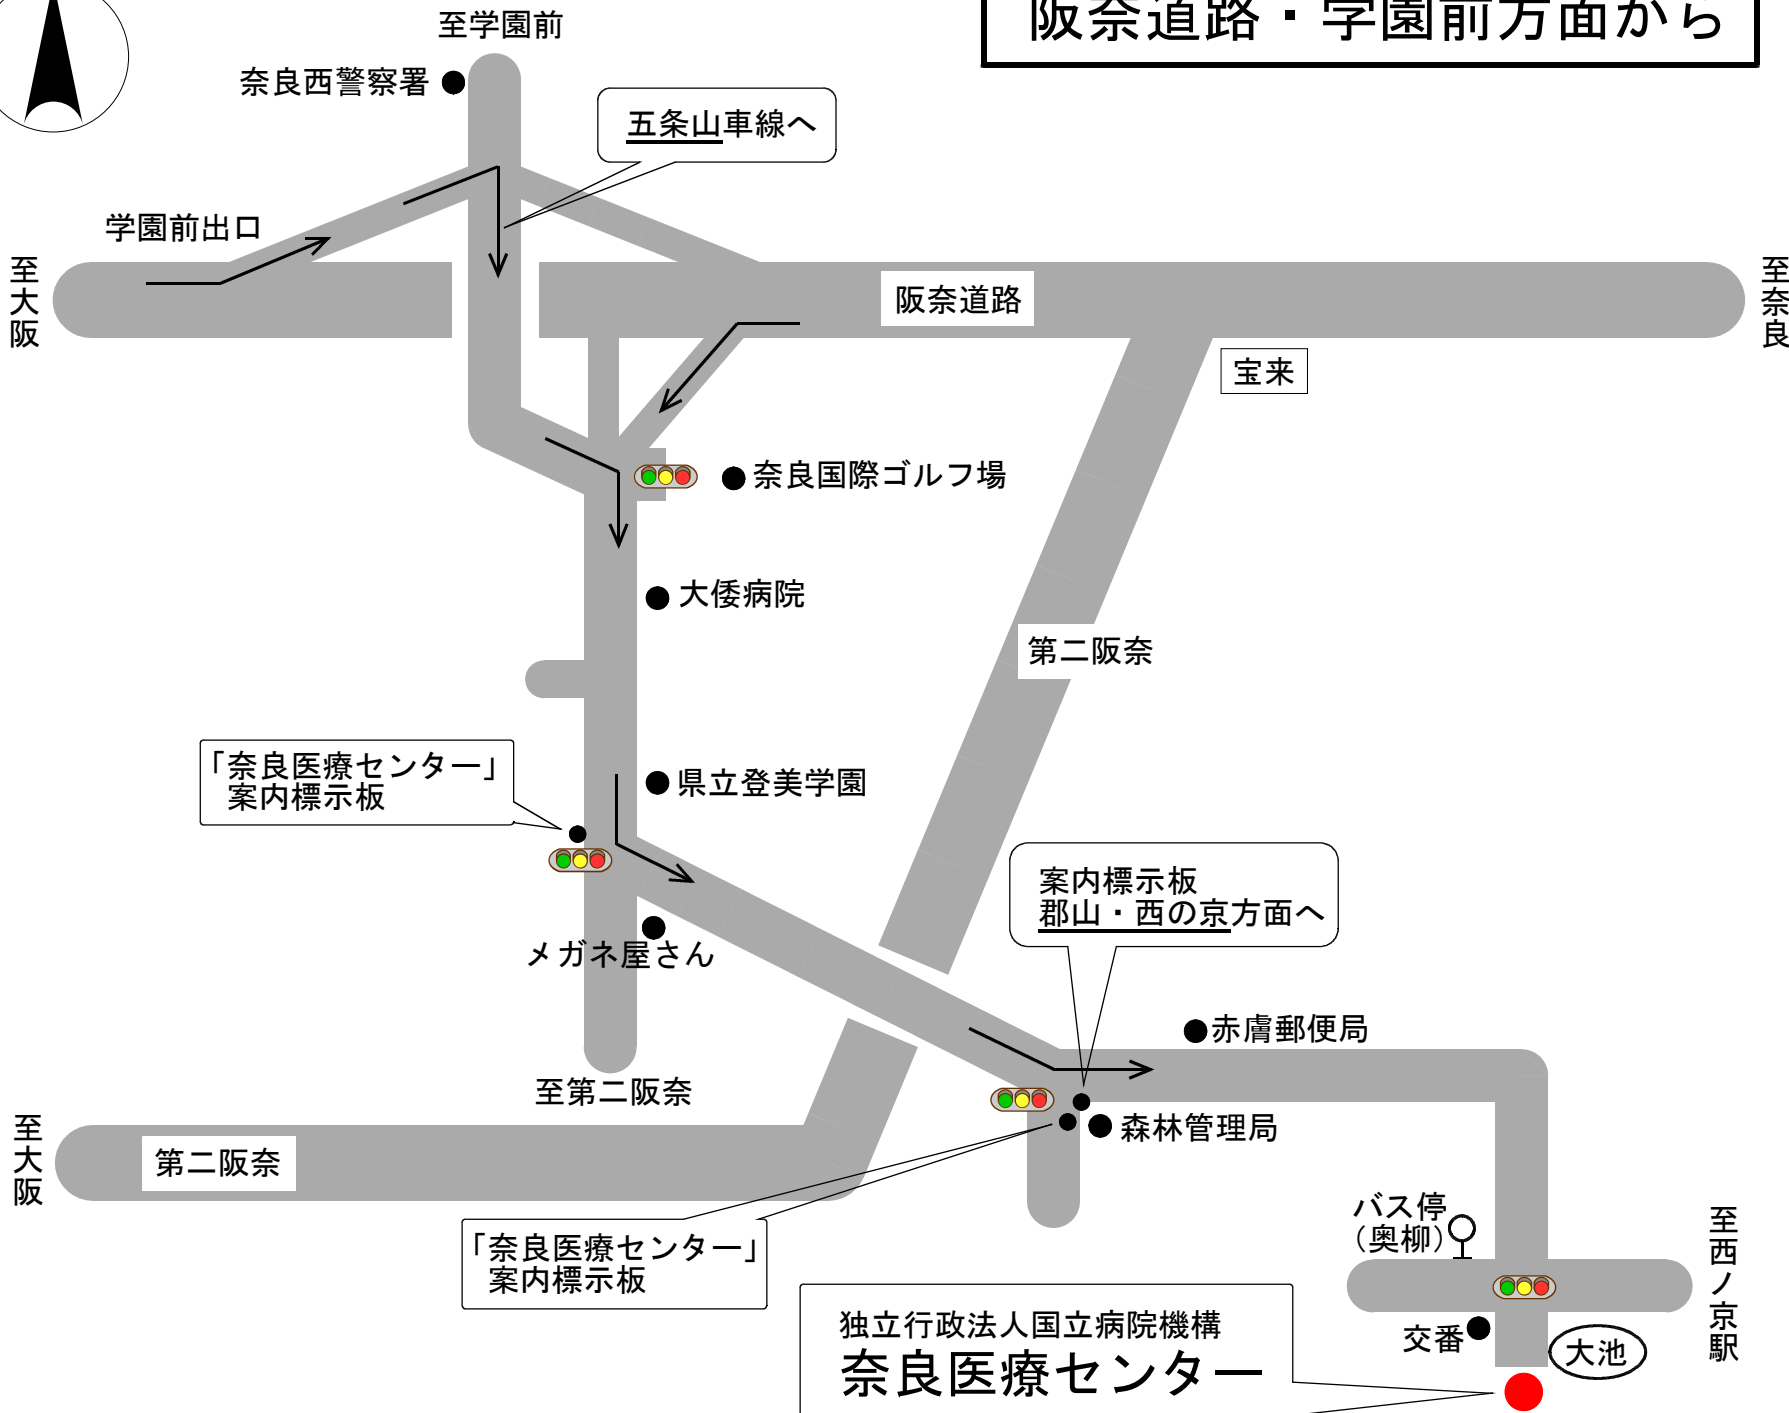 阪奈道路・学園前方面から
至学園前
奈良西警察署
五条山車線へ
学園前出口
至大阪
阪奈道路
至奈良
宝来
奈良国際ゴルフ場
大倭病院
第二阪奈
「奈良医療センター」
案内標示板
県立登美学園
案内標示板
郡山・西の京方面へ
メガネ屋さん
赤膚郵便局
至第二阪奈
至大阪
第二阪奈
森林管理局
「奈良医療センター」
案内標示板
バス停
(奥柳)
至西ノ京駅
独立行政法人国立病院機構
奈良医療センター
交番
大池